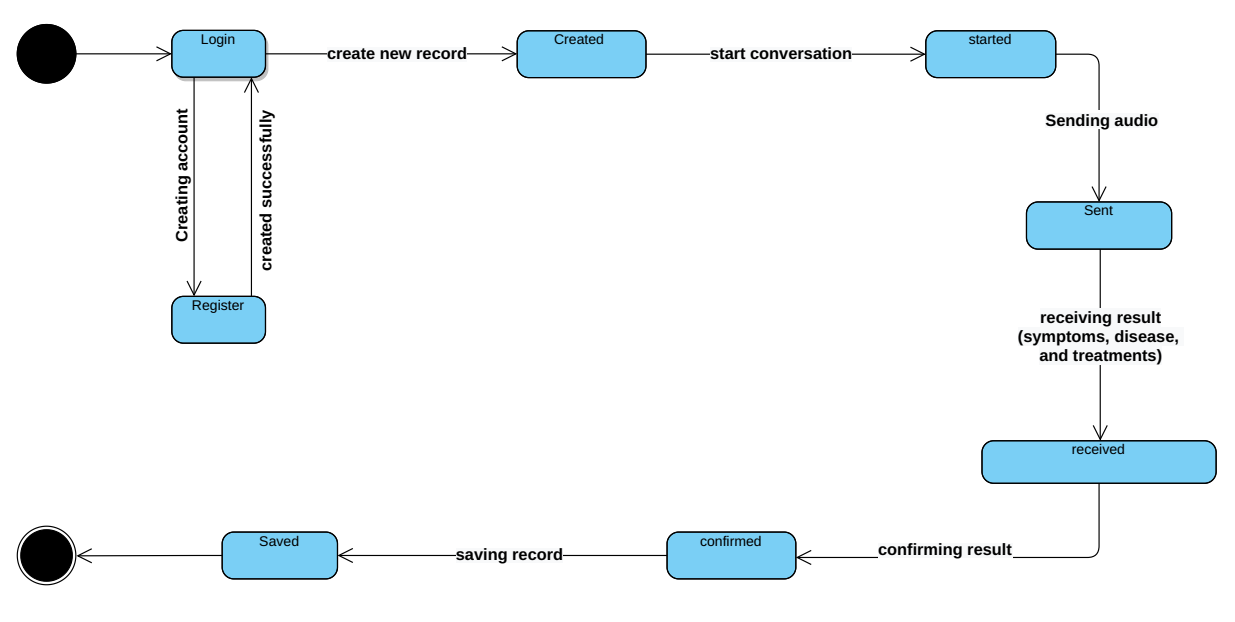 Login
create new record
Created
start conversation
started
Creating account
created successfully
Sending audio
Sent
Register
receiving result
(symptoms, disease,
and treatments)
received
Saved
saving record
confirmed
confirming result